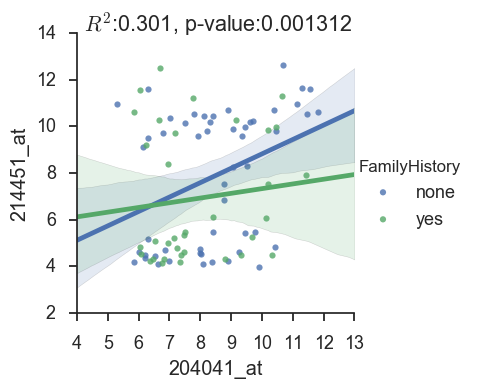 R²:0.301, p-value:0.001312
14
12
10
8
6
4
2
214451_at
4 5 6 7 8 9 10 11 12 13
204041_at
FamilyHistory
none
yes